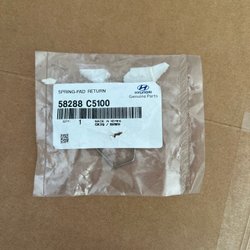 SPRING-PAD RETURN
HYUNDAI
Genuine Parts
58288 C5100
QTY 1 MADE IN KOREA